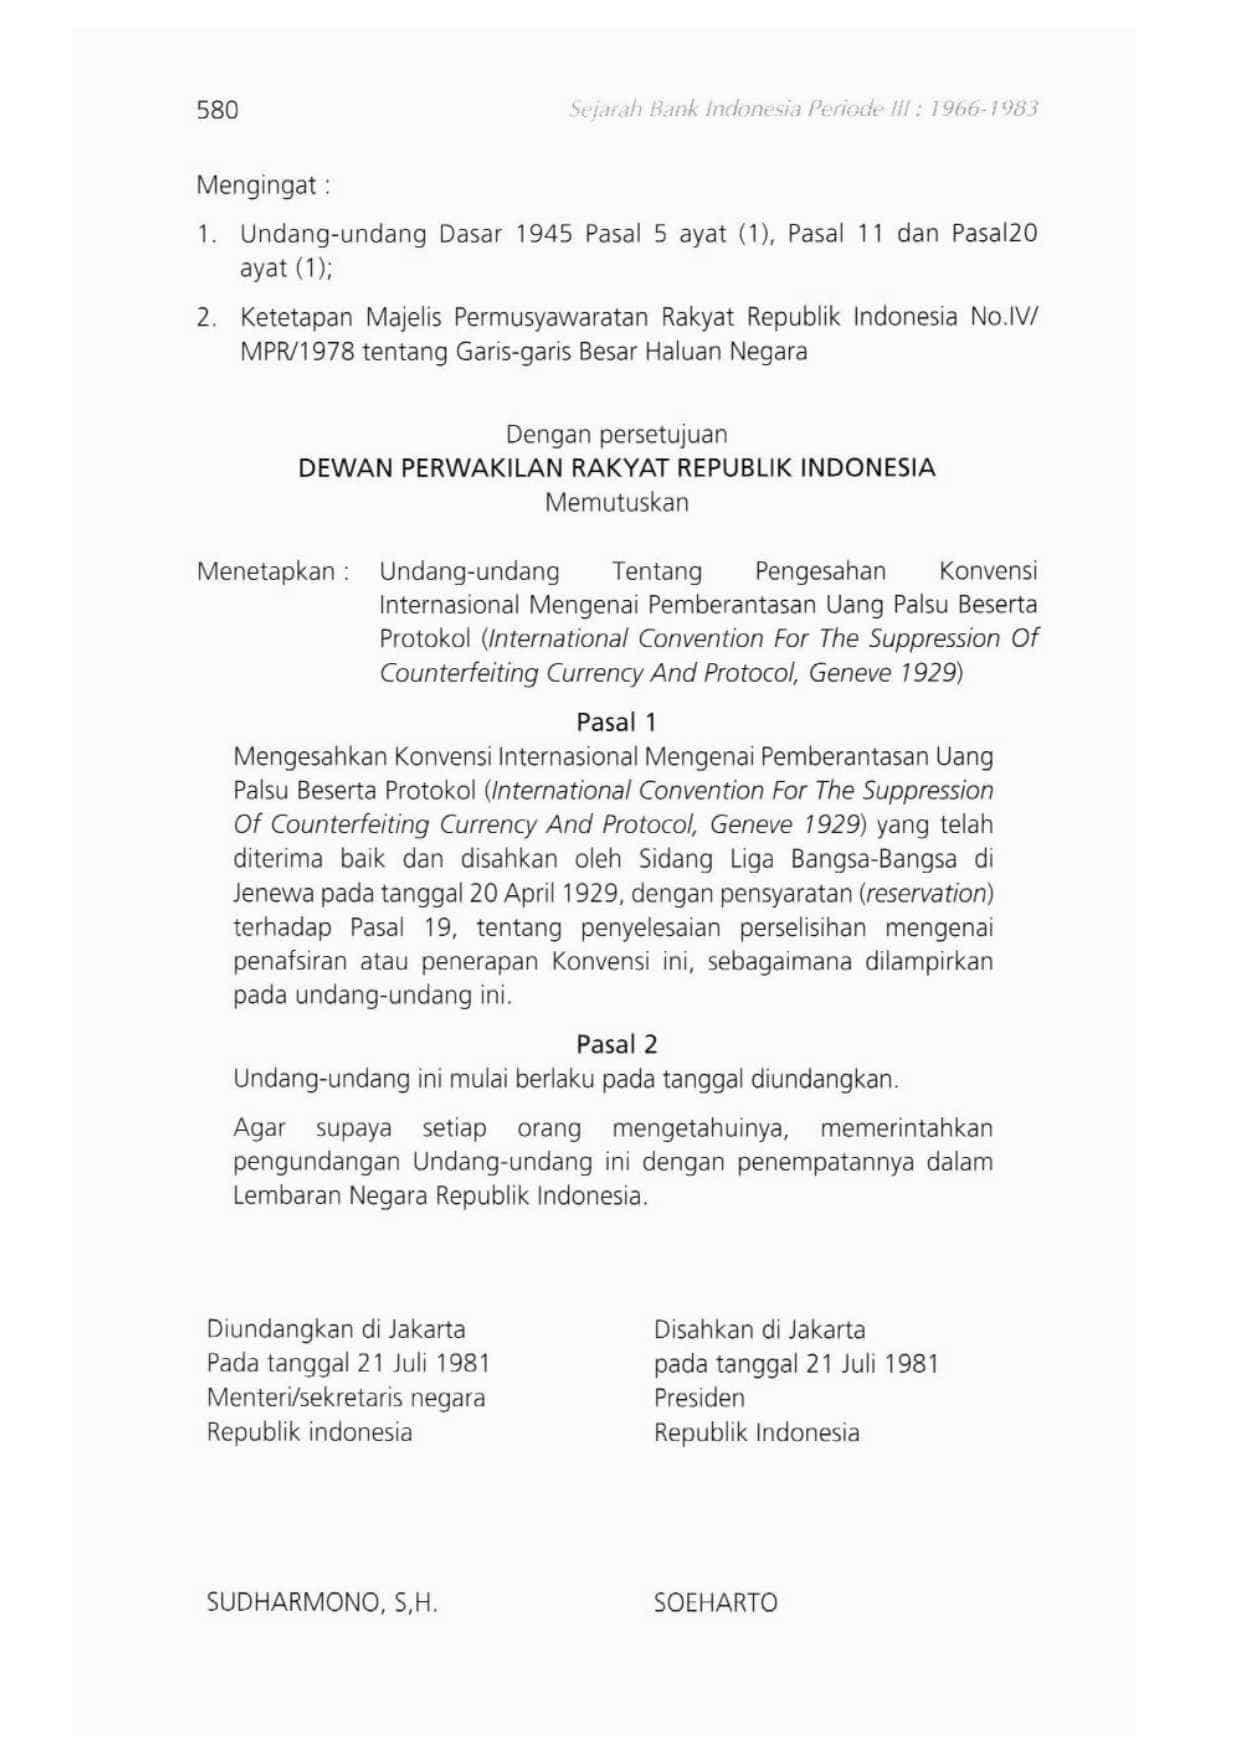 580
Sejarah Bank Indonesia Periode III : 1966-1983
Mengingat :
1. Undang-undang Dasar 1945 Pasal 5 ayat (1), Pasal 11 dan Pasal20
ayat (1);
2. Ketetapan Majelis Permusyawaratan Rakyat Republik Indonesia No.IV/
MPR/1978 tentang Garis-garis Besar Haluan Negara
Dengan persetujuan
DEWAN PERWAKILAN RAKYAT REPUBLIK INDONESIA
Memutuskan
Menetapkan : Undang-undang Tentang Pengesahan Konvensi
Internasional Mengenai Pemberantasan Uang Palsu Beserta
Protokol (International Convention For The Suppression Of
Counterfeiting Currency And Protocol, Geneve 1929)
Pasal 1
Mengesahkan Konvensi Internasional Mengenai Pemberantasan Uang
Palsu Beserta Protokol (International Convention For The Suppression
Of Counterfeiting Currency And Protocol, Geneve 1929) yang telah
diterima baik dan disahkan oleh Sidang Liga Bangsa-Bangsa di
Jenewa pada tanggal 20 April 1929, dengan pensyaratan (reservation)
terhadap Pasal 19, tentang penyelesaian perselisihan mengenai
penafsiran atau penerapan Konvensi ini, sebagaimana dilampirkan
pada undang-undang ini.
Pasal 2
Undang-undang ini mulai berlaku pada tanggal diundangkan.
Agar supaya setiap orang mengetahuinya, memerintahkan
pengundangan Undang-undang ini dengan penempatannya dalam
Lembaran Negara Republik Indonesia.
Diundangkan di Jakarta
Pada tanggal 21 Juli 1981
Menteri/sekretaris negara
Republik indonesia
SUDHARMONO, S,H.
Disahkan di Jakarta
pada tanggal 21 Juli 1981
Presiden
Republik Indonesia
SOEHARTO